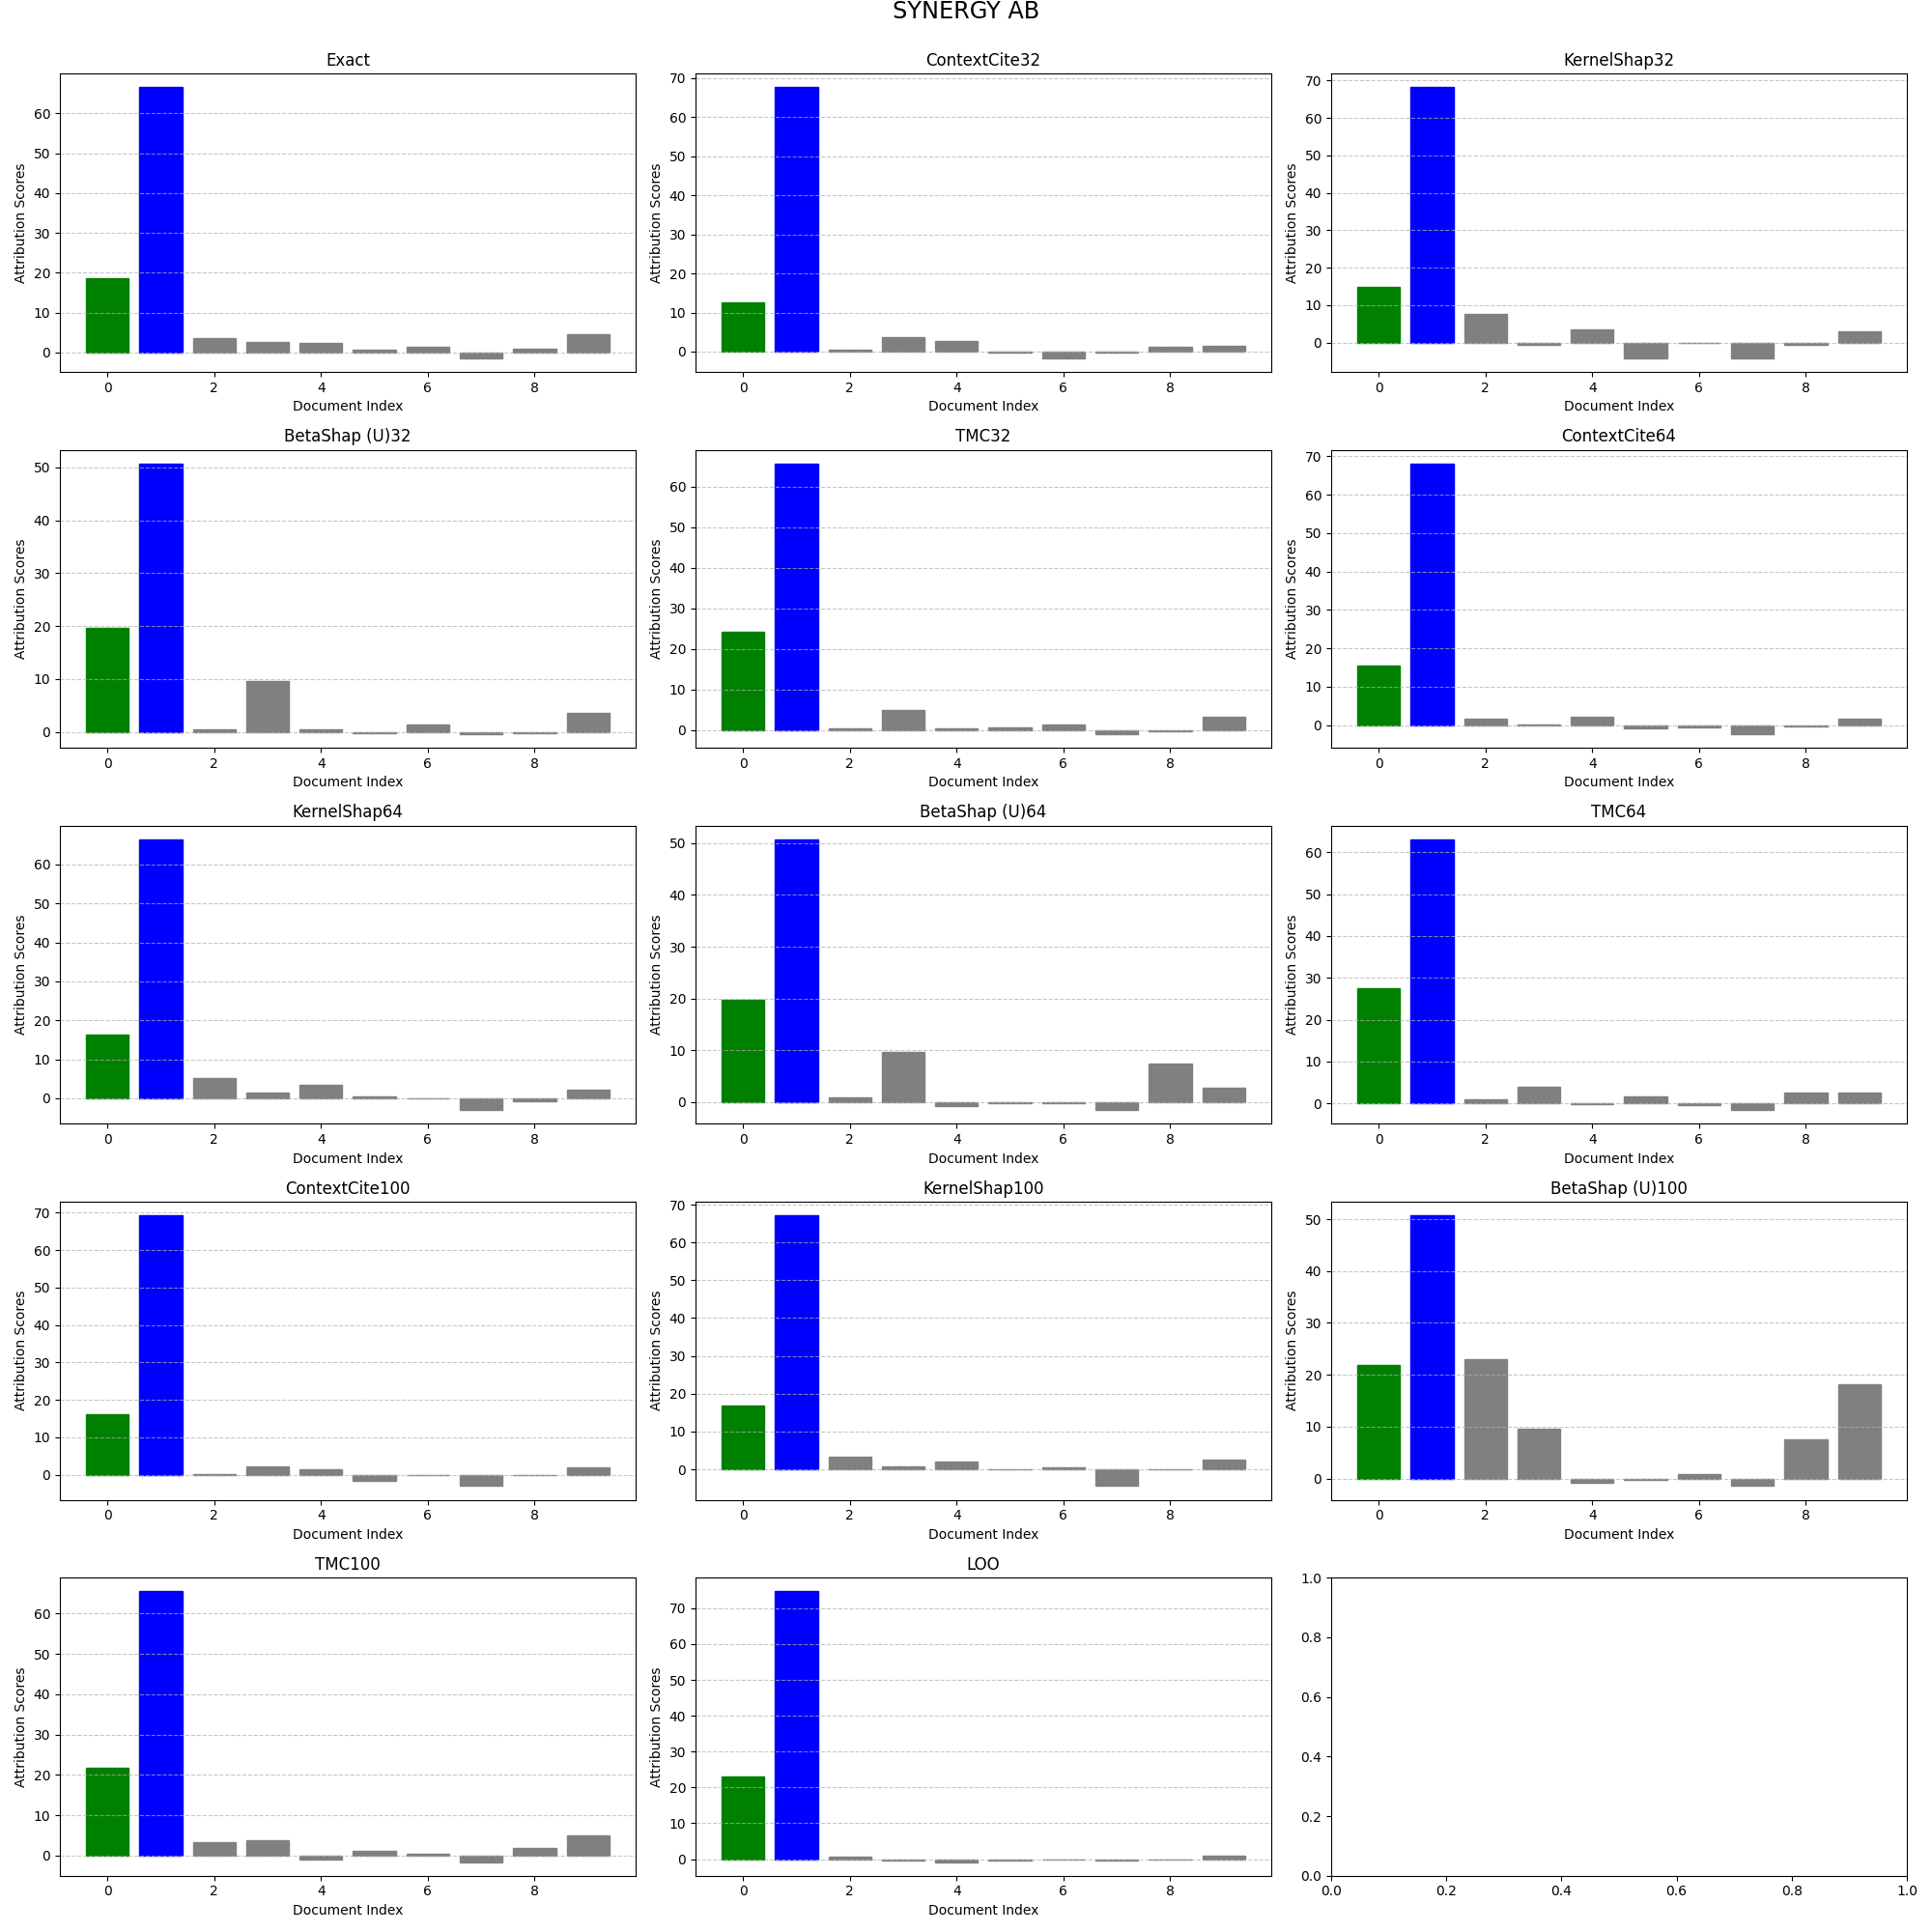 SYNERGY AB
Exact
ContextCite32
KernelShap32
Attribution Scores
60
50
40
30
20
10
0
0 2 4 6 8
Document Index
Attribution Scores
70
60
50
40
30
20
10
0
0 2 4 6 8
Document Index
Attribution Scores
70
60
50
40
30
20
10
0
0 2 4 6 8
Document Index
BetaShap (U)32
TMC32
ContextCite64
Attribution Scores
50
40
30
20
10
0
0 2 4 6 8
Document Index
Attribution Scores
60
50
40
30
20
10
0
0 2 4 6 8
Document Index
Attribution Scores
70
60
50
40
30
20
10
0
0 2 4 6 8
Document Index
KernelShap64
BetaShap (U)64
TMC64
Attribution Scores
60
50
40
30
20
10
0
0 2 4 6 8
Document Index
Attribution Scores
50
40
30
20
10
0
0 2 4 6 8
Document Index
Attribution Scores
60
50
40
30
20
10
0
0 2 4 6 8
Document Index
ContextCite100
KernelShap100
BetaShap (U)100
Attribution Scores
70
60
50
40
30
20
10
0
0 2 4 6 8
Document Index
Attribution Scores
70
60
50
40
30
20
10
0
0 2 4 6 8
Document Index
Attribution Scores
50
40
30
20
10
0
0 2 4 6 8
Document Index
TMC100
LOO
Attribution Scores
60
50
40
30
20
10
0
0 2 4 6 8
Document Index
Attribution Scores
70
60
50
40
30
20
10
0
0 2 4 6 8
Document Index
1.0
0.8
0.6
0.4
0.2
0.0
0.0 0.2 0.4 0.6 0.8 1.0